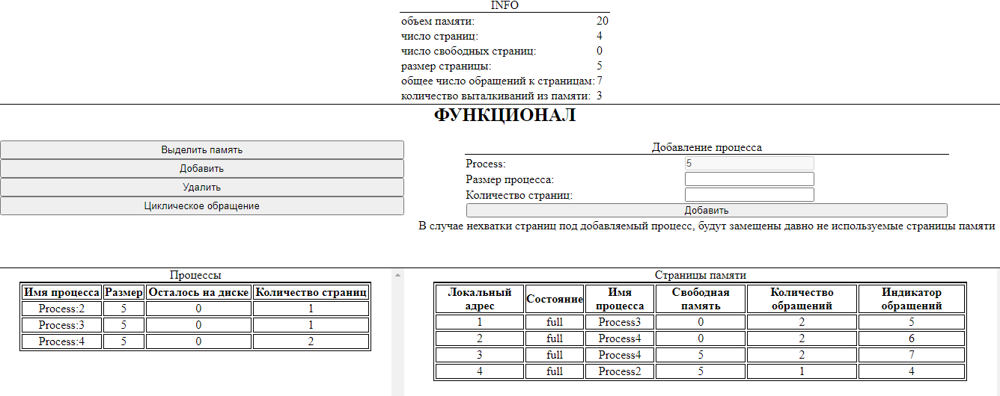 INFO
объем памяти: 20
число страниц: 4
число свободных страниц: 0
размер страницы: 5
общее число обращений к страницам: 7
количество выталкиваний из памяти: 3
ФУНКЦИОНАЛ
Выделить память
Добавить
Удалить
Циклическое обращение
Добавление процесса
Process: 5
Размер процесса:
Количество страниц:
Добавить
В случае нехватки страниц под добавляемый процесс, будут замещены давно не используемые страницы памяти
Процессы
Имя процесса Размер Осталось на диске Количество страниц
Process:2 5 0 1
Process:3 5 0 1
Process:4 5 0 2
Страницы памяти
Локальный адрес Состояние Имя процесса Свободная память Количество обращений Индикатор обращений
1 full Process3 0 2 5
2 full Process4 0 2 6
3 full Process4 5 2 7
4 full Process2 5 1 4